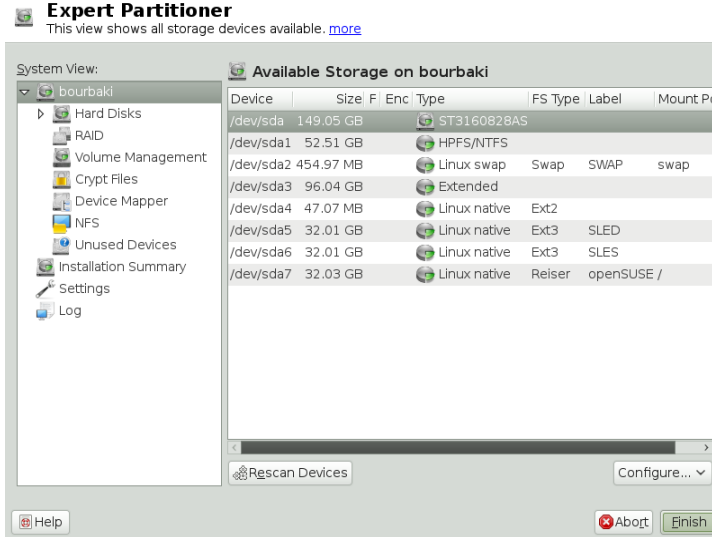 Expert Partitioner
This view shows all storage devices available. more
System View:
bourbaki
Hard Disks
RAID
Volume Management
Crypt Files
Device Mapper
NFS
Unused Devices
Installation Summary
Settings
Log
Available Storage on bourbaki
Device Size F Enc Type FS Type Label Mount Po
/dev/sda 149.05 GB ST3160828AS
/dev/sda1 52.51 GB HPFS/NTFS
/dev/sda2 454.97 MB Linux swap Swap SWAP swap
/dev/sda3 96.04 GB Extended
/dev/sda4 47.07 MB Linux native Ext2
/dev/sda5 32.01 GB Linux native Ext3 SLED
/dev/sda6 32.01 GB Linux native Ext3 SLES
/dev/sda7 32.03 GB Linux native Reiser openSUSE /
Rescan Devices Configure...
Help Abort Finish